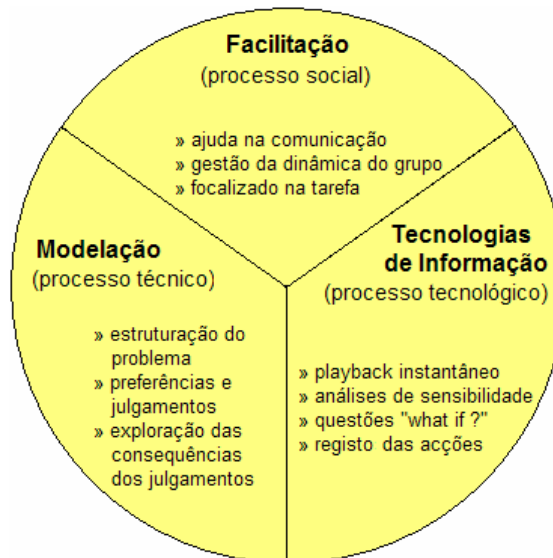 Facilitação
(processo social)
» ajuda na comunicação
» gestão da dinâmica do grupo
» focalizado na tarefa
Modelação
(processo técnico)
» estruturação do
problema
» preferências e
julgamentos
» exploração das
consequências
dos julgamentos
Tecnologias
de Informação
(processo tecnológico)
» playback instantâneo
» análises de sensibilidade
» questões "what if ?"
» registo das acções